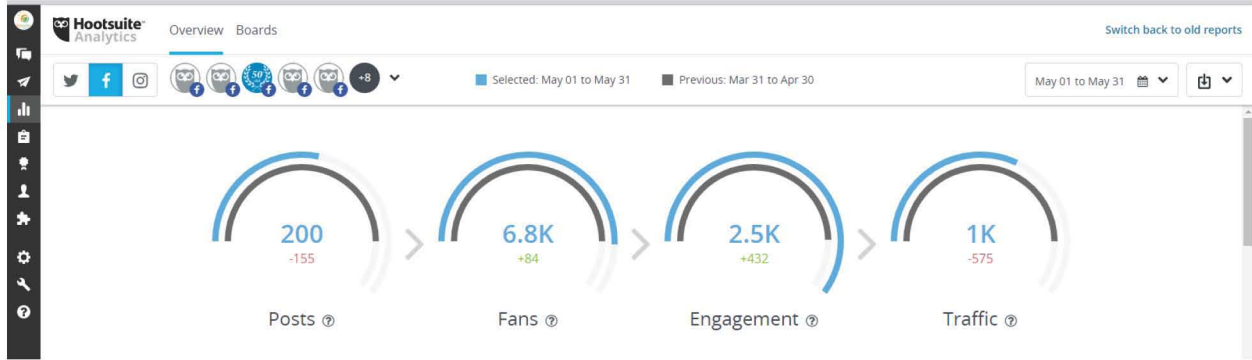 Hootsuite™
Analytics
Overview Boards
Switch back to old reports
50
+8
Selected: May 01 to May 31
Previous: Mar 31 to Apr 30
May 01 to May 31
200
-155
Posts ?
6.8K
+84
Fans ?
2.5K
+432
Engagement ?
1K
-575
Traffic ?